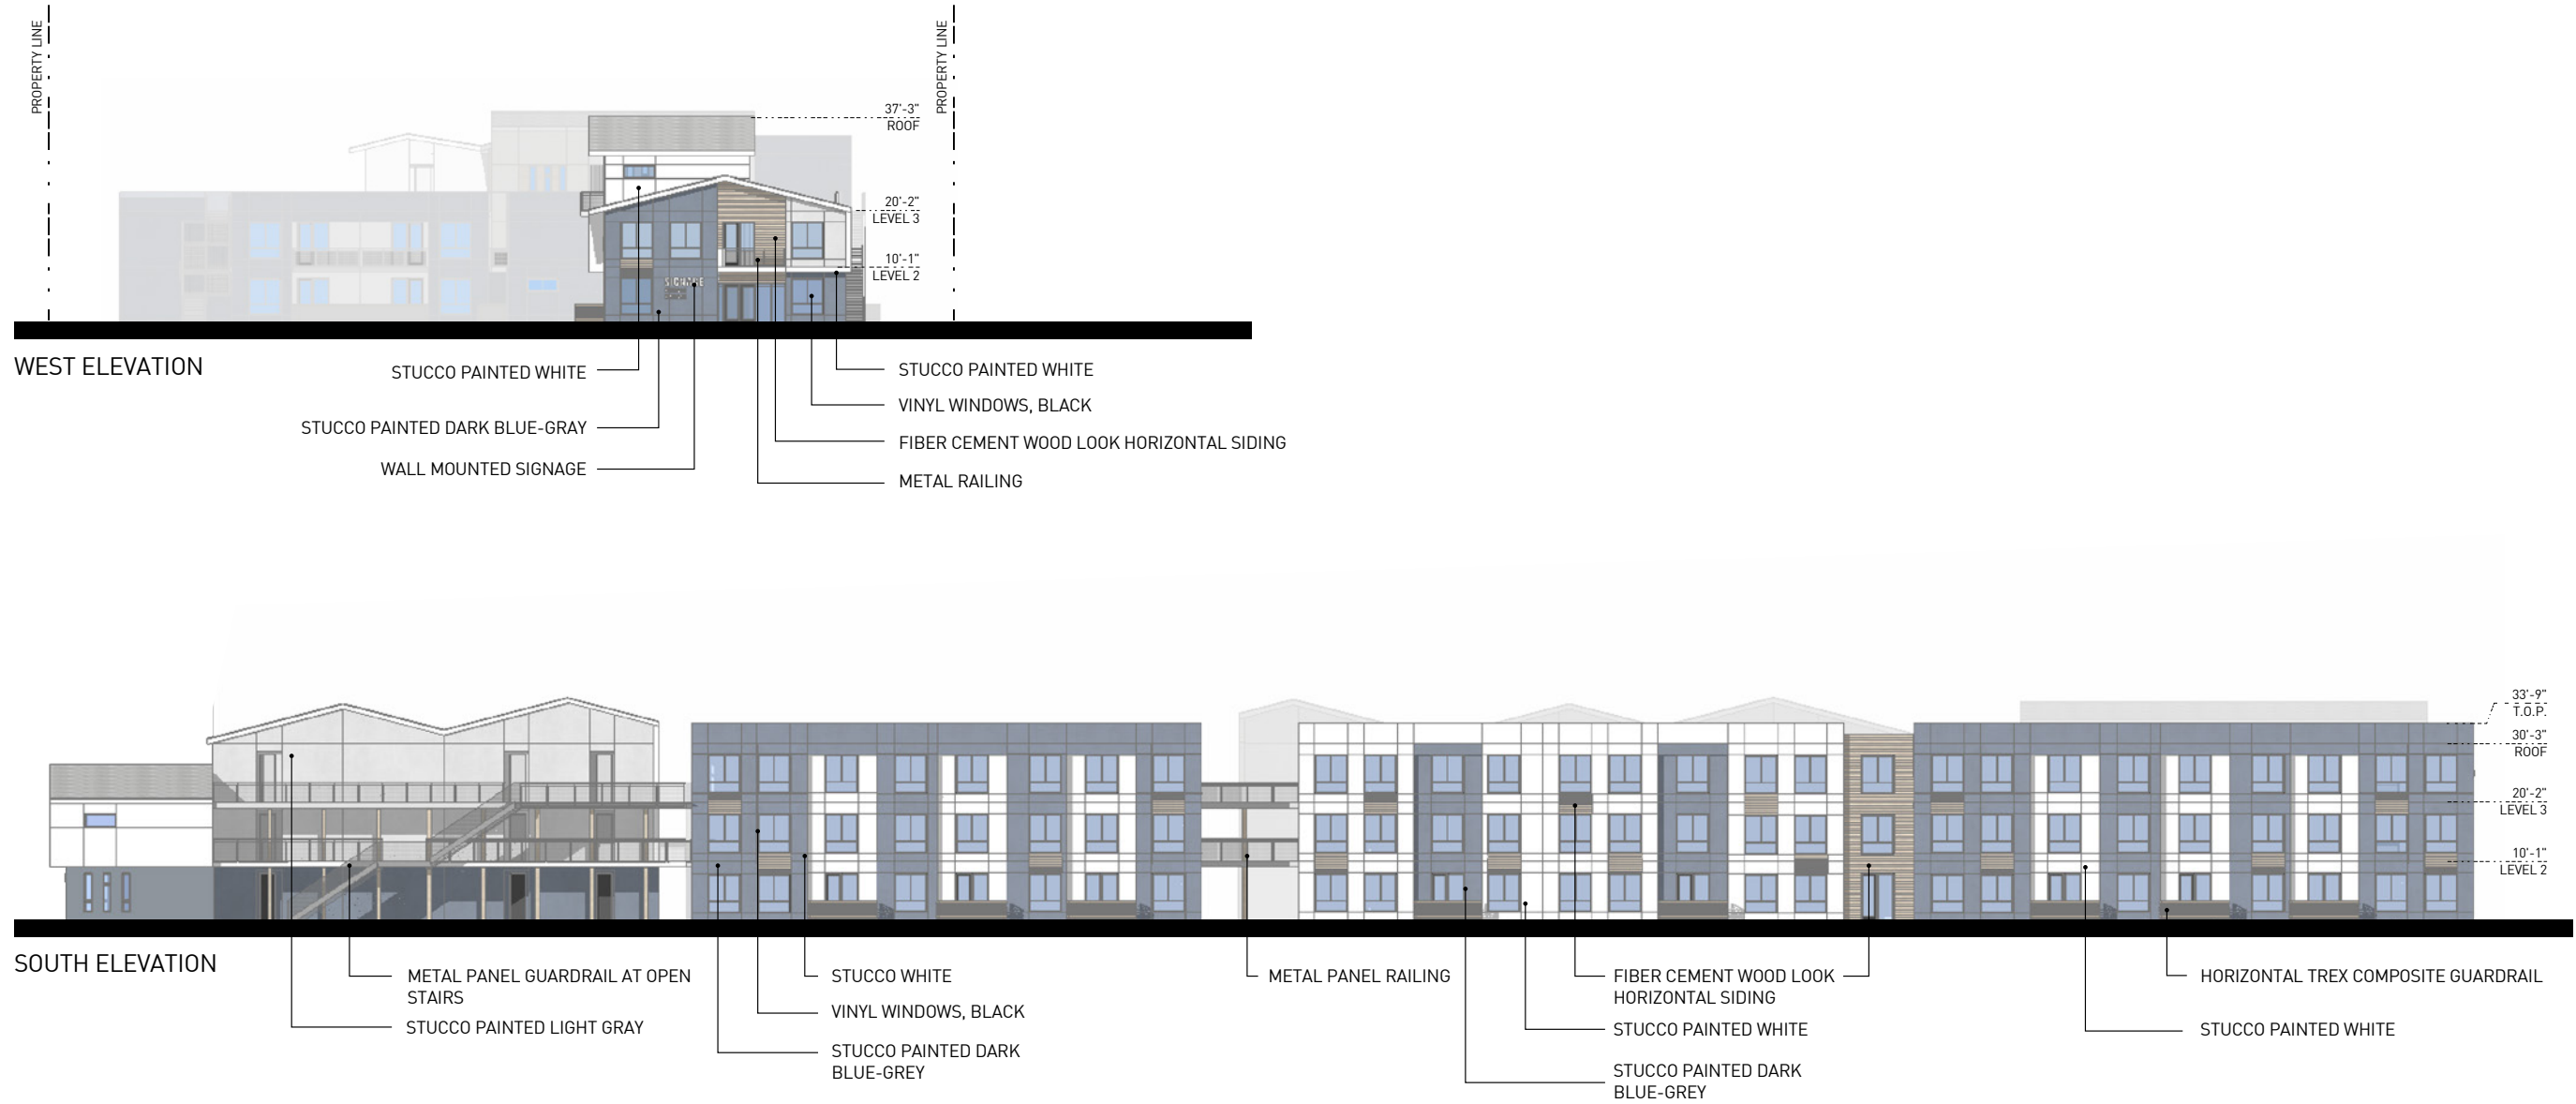 PROPERTY LINE
PROPERTY LINE
37'-3"
ROOF
20'-2"
LEVEL 3
10'-1"
LEVEL 2
SIGNAGE
WEST ELEVATION
STUCCO PAINTED WHITE
STUCCO PAINTED DARK BLUE-GRAY
WALL MOUNTED SIGNAGE
STUCCO PAINTED WHITE
VINYL WINDOWS, BLACK
FIBER CEMENT WOOD LOOK HORIZONTAL SIDING
METAL RAILING
33'-9"
T.O.P.
30'-3"
ROOF
20'-2"
LEVEL 3
10'-1"
LEVEL 2
SOUTH ELEVATION
METAL PANEL GUARDRAIL AT OPEN
STAIRS
STUCCO PAINTED LIGHT GRAY
STUCCO WHITE
VINYL WINDOWS, BLACK
STUCCO PAINTED DARK
BLUE-GREY
METAL PANEL RAILING
FIBER CEMENT WOOD LOOK
HORIZONTAL SIDING
STUCCO PAINTED WHITE
STUCCO PAINTED DARK
BLUE-GREY
HORIZONTAL TREX COMPOSITE GUARDRAIL
STUCCO PAINTED WHITE